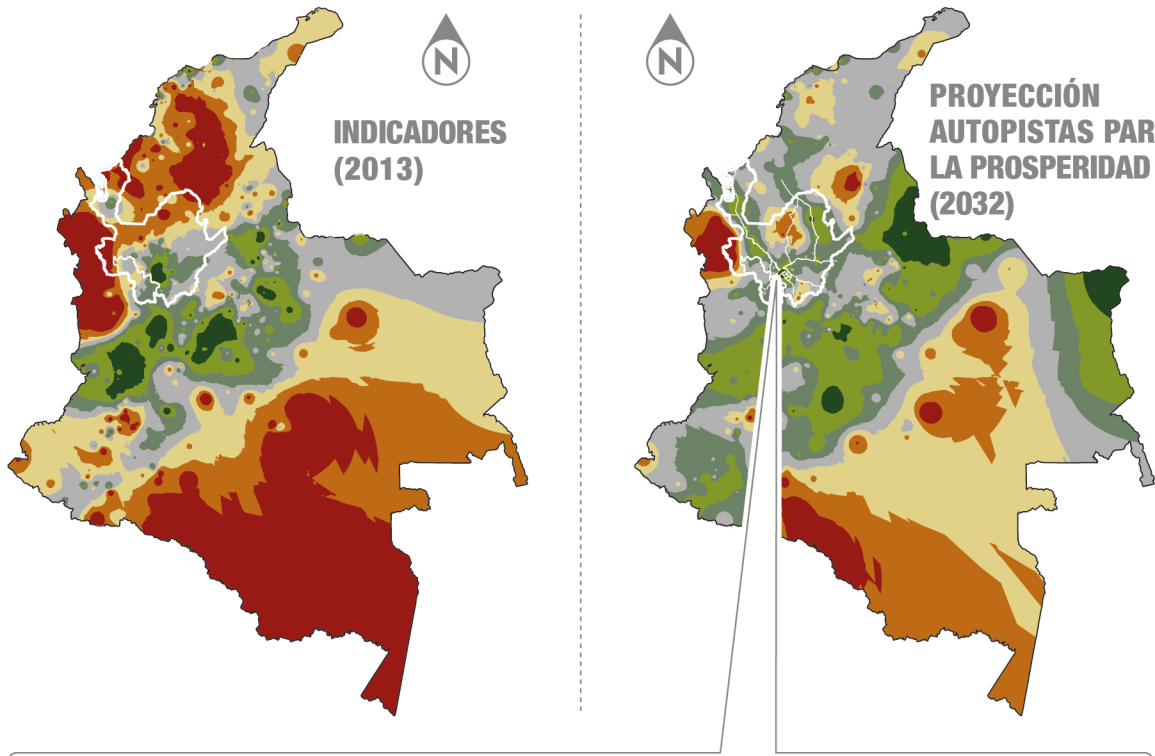 N
INDICADORES
(2013)
N
PROYECCIÓN
AUTOPISTAS PAR
LA PROSPERIDAD
(2032)